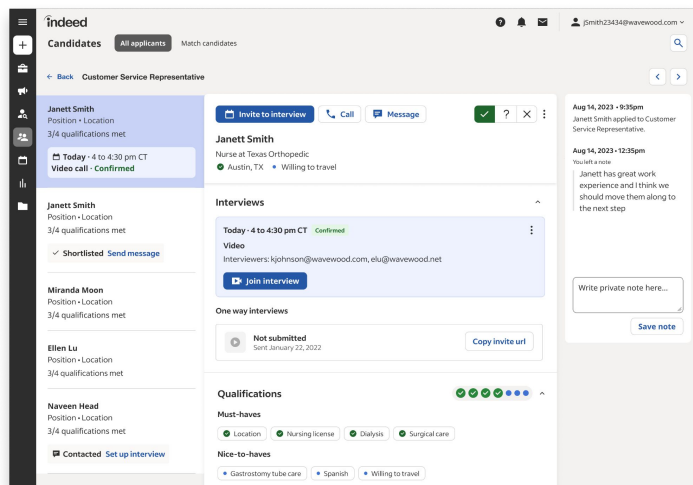 indeed
jSmith23434@wavewood.com
Candidates
All applicants
Match candidates
← Back Customer Service Representative
Janett Smith
Position • Location
3/4 qualifications met
Today · 4 to 4:30 pm CT
Video call · Confirmed
Janett Smith
Position • Location
3/4 qualifications met
✓ Shortlisted Send message
Miranda Moon
Position • Location
3/4 qualifications met
Ellen Lu
Position • Location
3/4 qualifications met
Naveen Head
Position • Location
3/4 qualifications met
Contacted Set up interview
Invite to interview
Call
Message
Janett Smith
Nurse at Texas Orthopedic
Austin, TX • Willing to travel
Interviews
Today · 4 to 4:30 pm CT Confirmed
Video
Interviewers: kjohnson@wavewood.com, elu@wavewood.net
Join interview
One way interviews
Not submitted
Sent January 22, 2022
Copy invite url
Qualifications
Must-haves
Location
Nursing license
Dialysis
Surgical care
Nice-to-haves
• Gastrostomy tube care
• Spanish
• Willing to travel
Aug 14, 2023 • 9:35pm
Janett Smith applied to Customer
Service Representative.
Aug 14, 2023 • 12:35pm
You left a note
Janett has great work
experience and I think we
should move them along to
the next step
Write private note here...
Save note